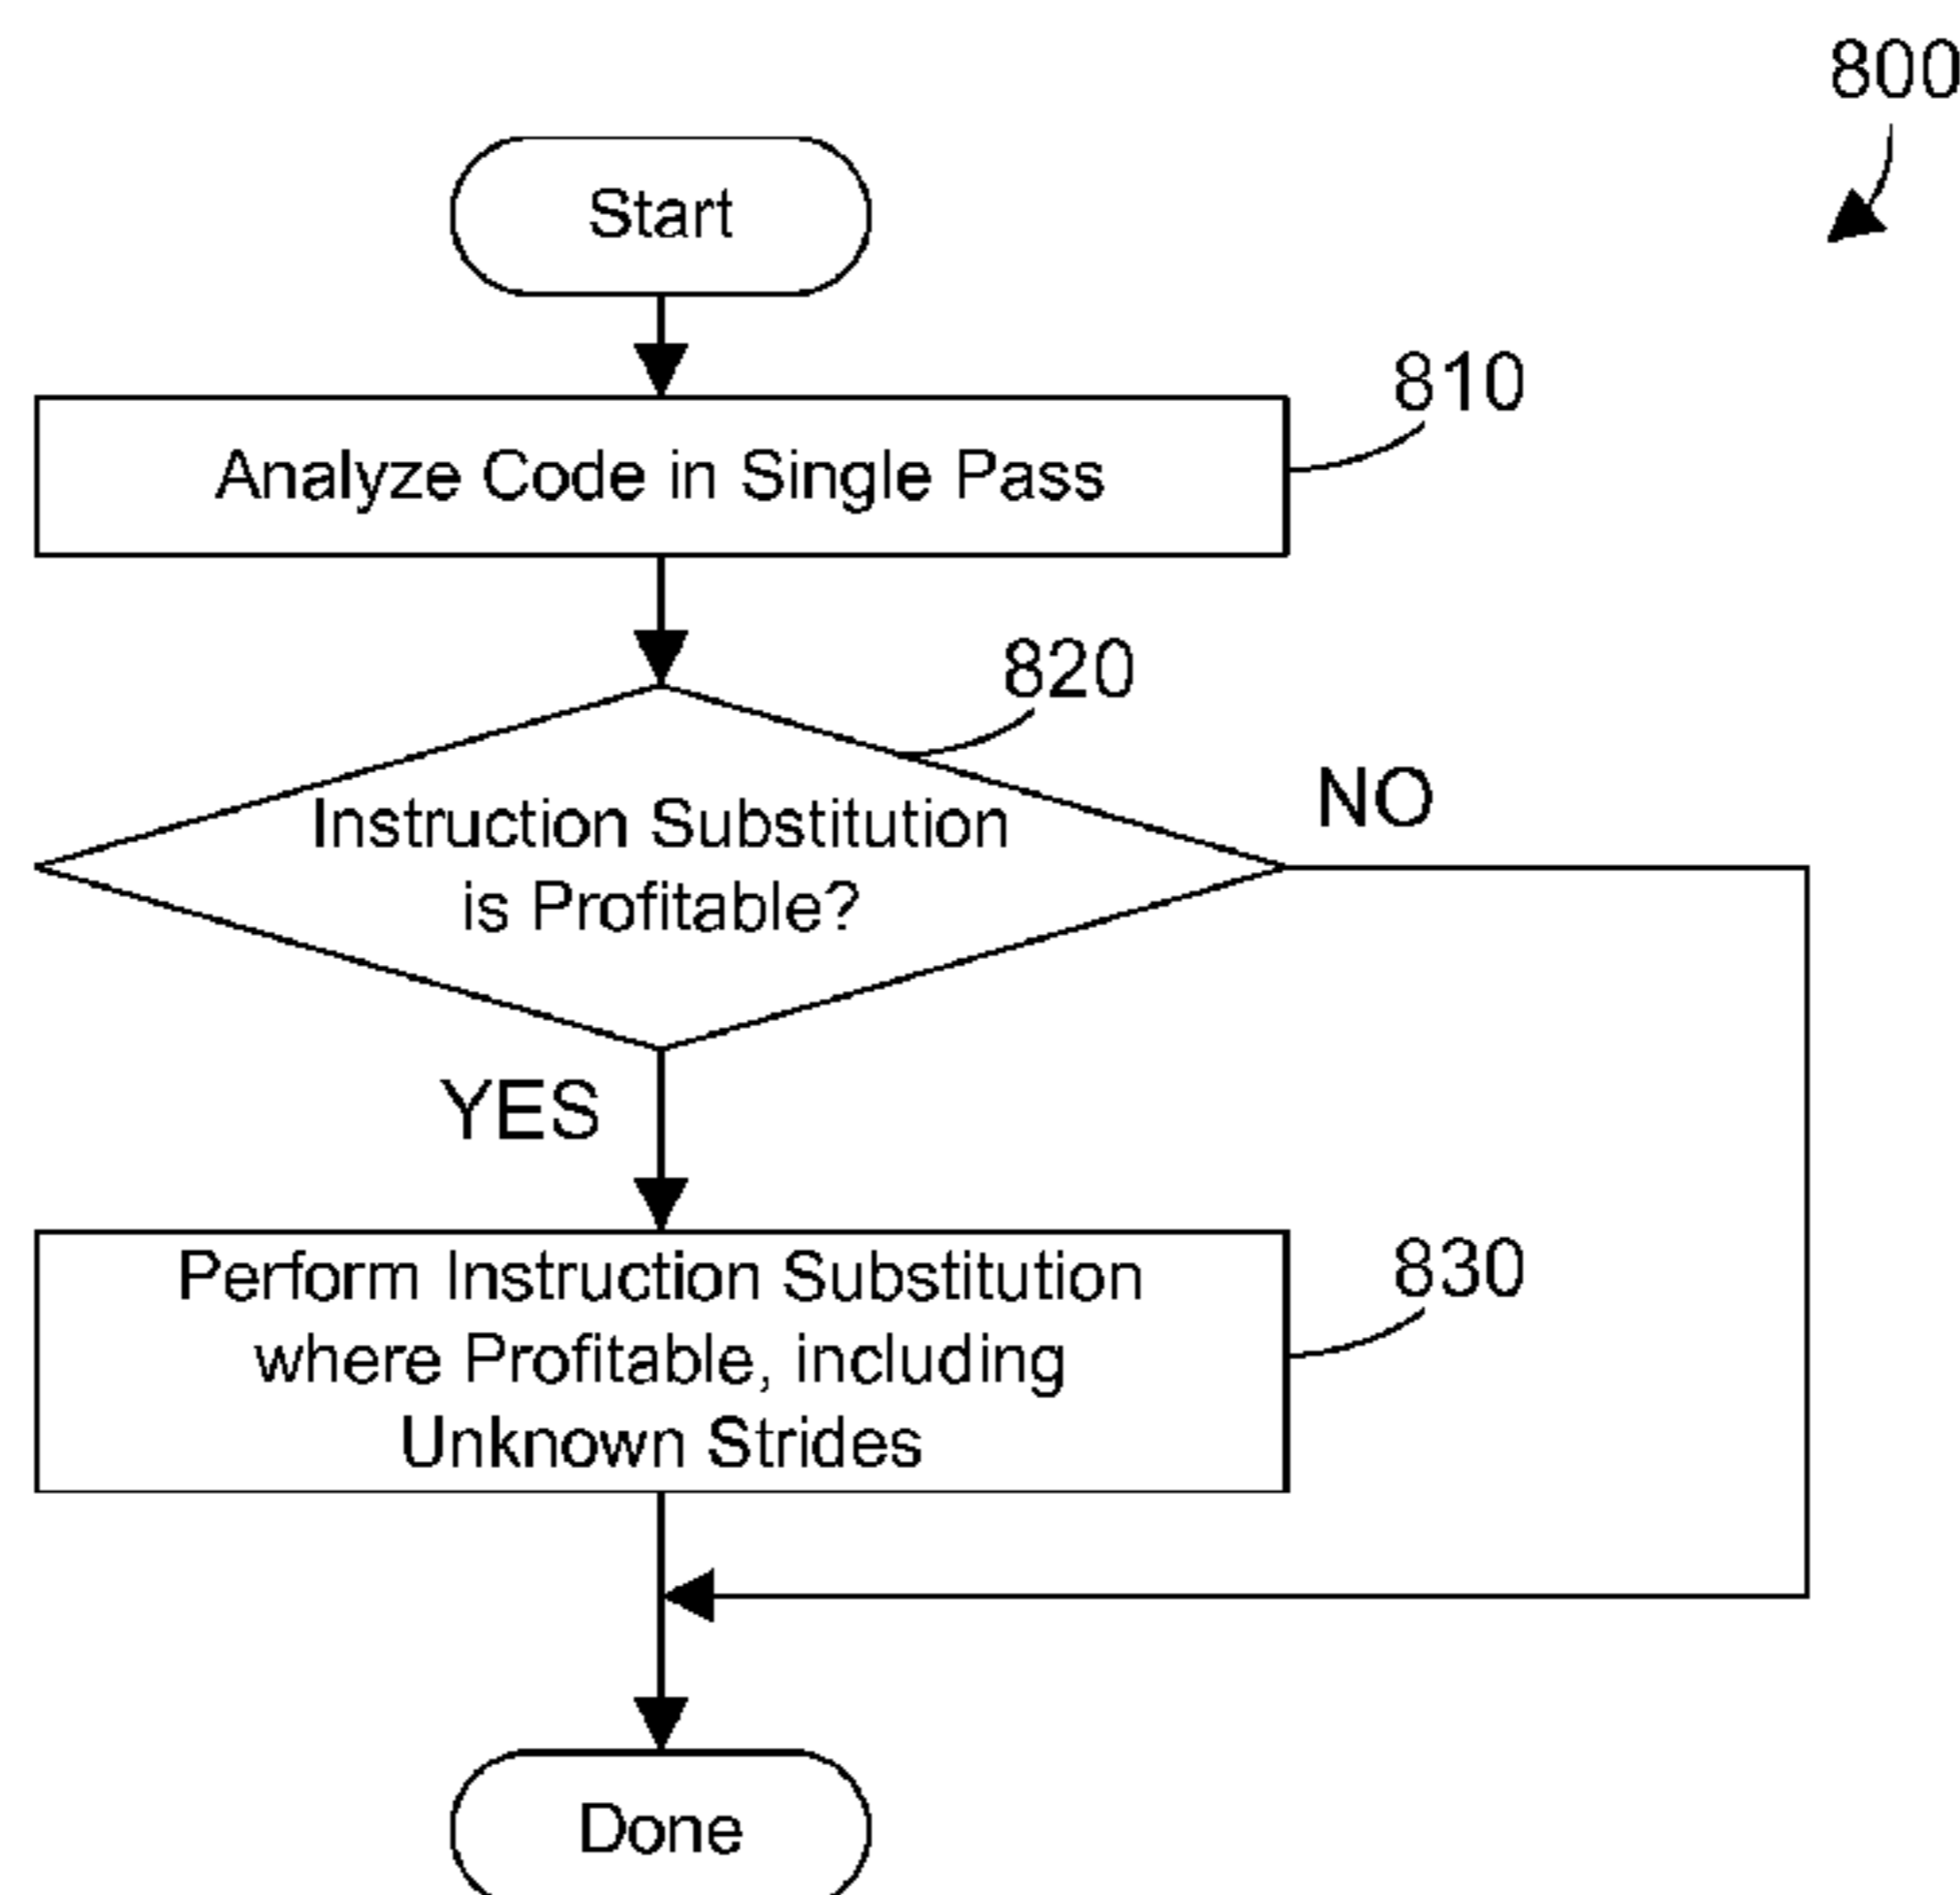 800
Start
810
Analyze Code in Single Pass
820
Instruction Substitution
is Profitable?
NO
YES
830
Perform Instruction Substitution
where Profitable, including
Unknown Strides
Done